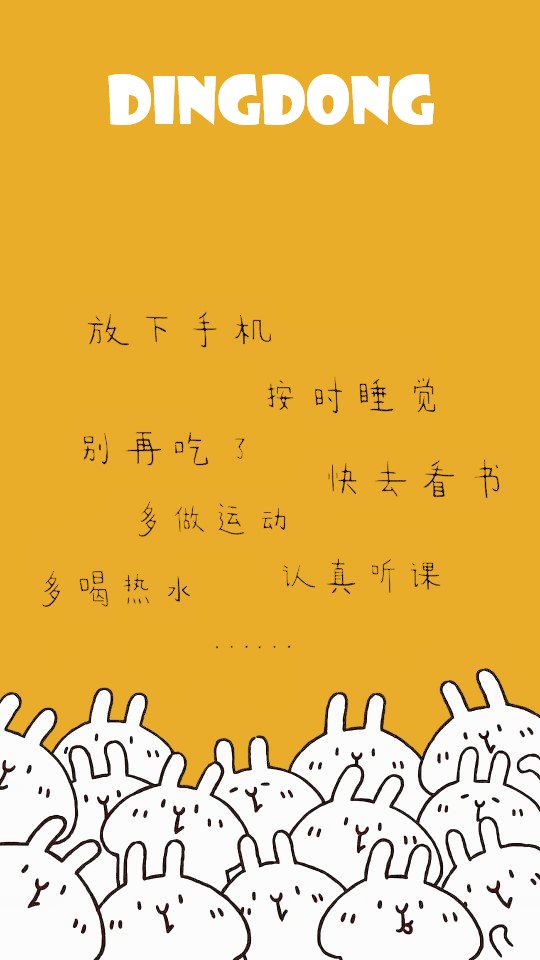 DINGDONG
放下手机
按时睡觉
别再吃了
快去看书
多做运动
认真听课
多喝热水
......